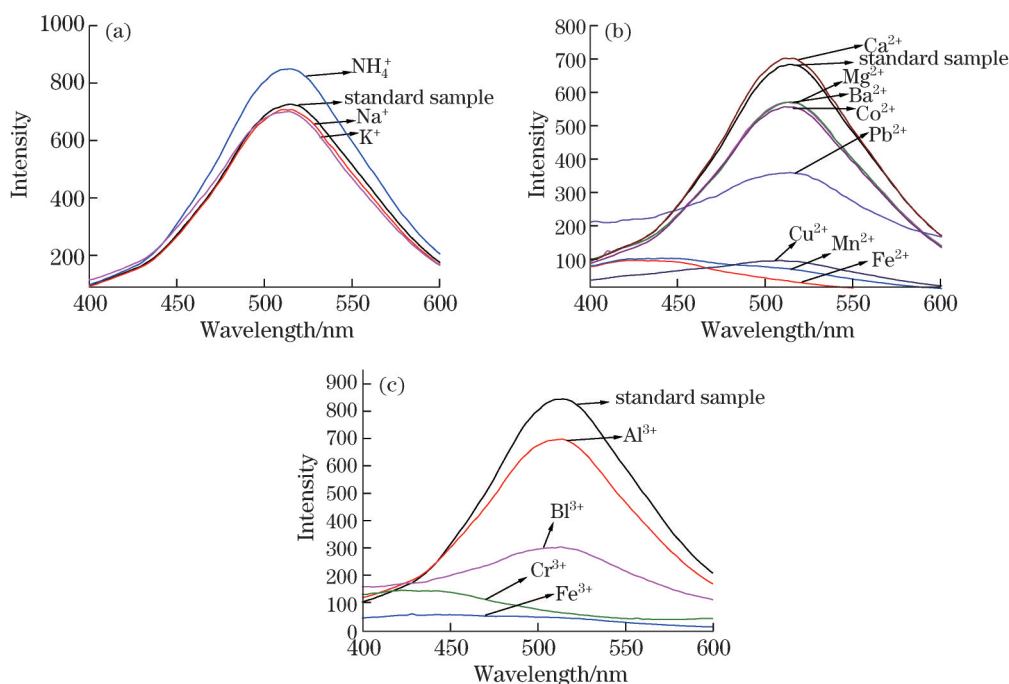 (a)
1000
800
600
400
200
Intensity
NH₄⁺
standard sample
Na⁺
K⁺
400 450 500 550 600
Wavelength/nm
(b)
800
700
600
500
400
300
200
100
Intensity
Ca²⁺
standard sample
Mg²⁺
Ba²⁺
Co²⁺
Pb²⁺
Cu²⁺
Mn²⁺
Fe²⁺
400 450 500 550 600
Wavelength/nm
(c)
900
800
700
600
500
400
300
200
100
0
Intensity
standard sample
Al³⁺
Bl³⁺
Cr³⁺
Fe³⁺
400 450 500 550 600
Wavelength/nm